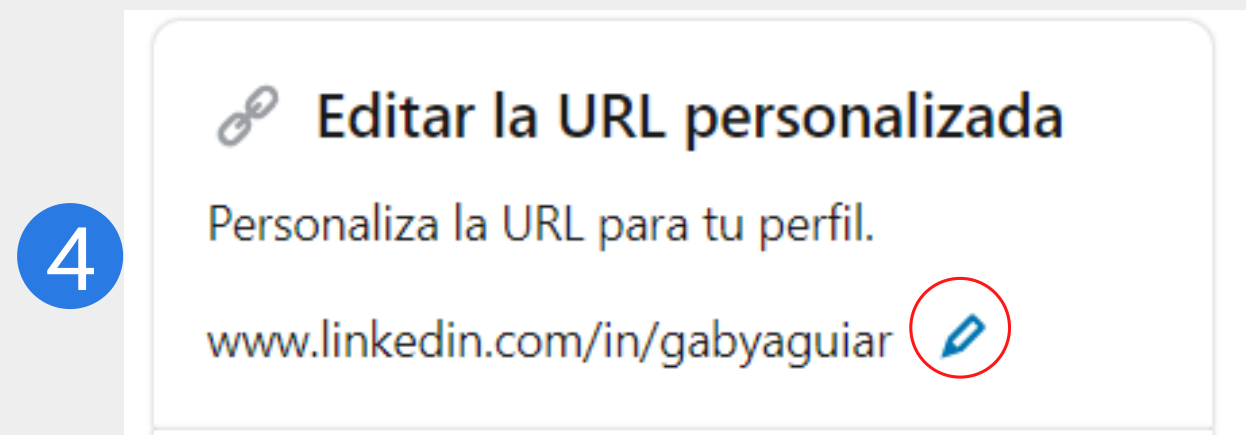 Editar la URL personalizada
Personaliza la URL para tu perfil.
4
www.linkedin.com/in/gabyaguiar